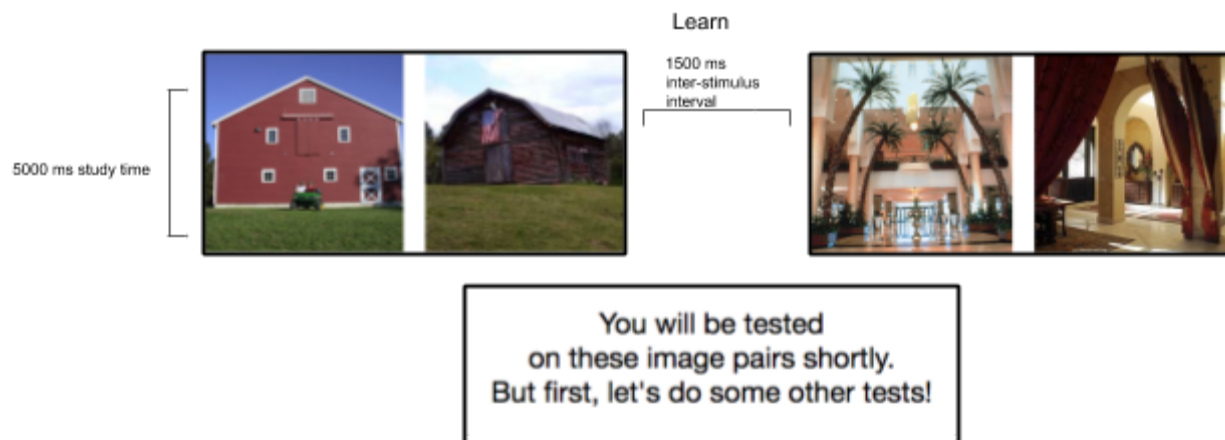 Learn
5000 ms study time
1500 ms
inter-stimulus
interval
You will be tested
on these image pairs shortly.
But first, let's do some other tests!